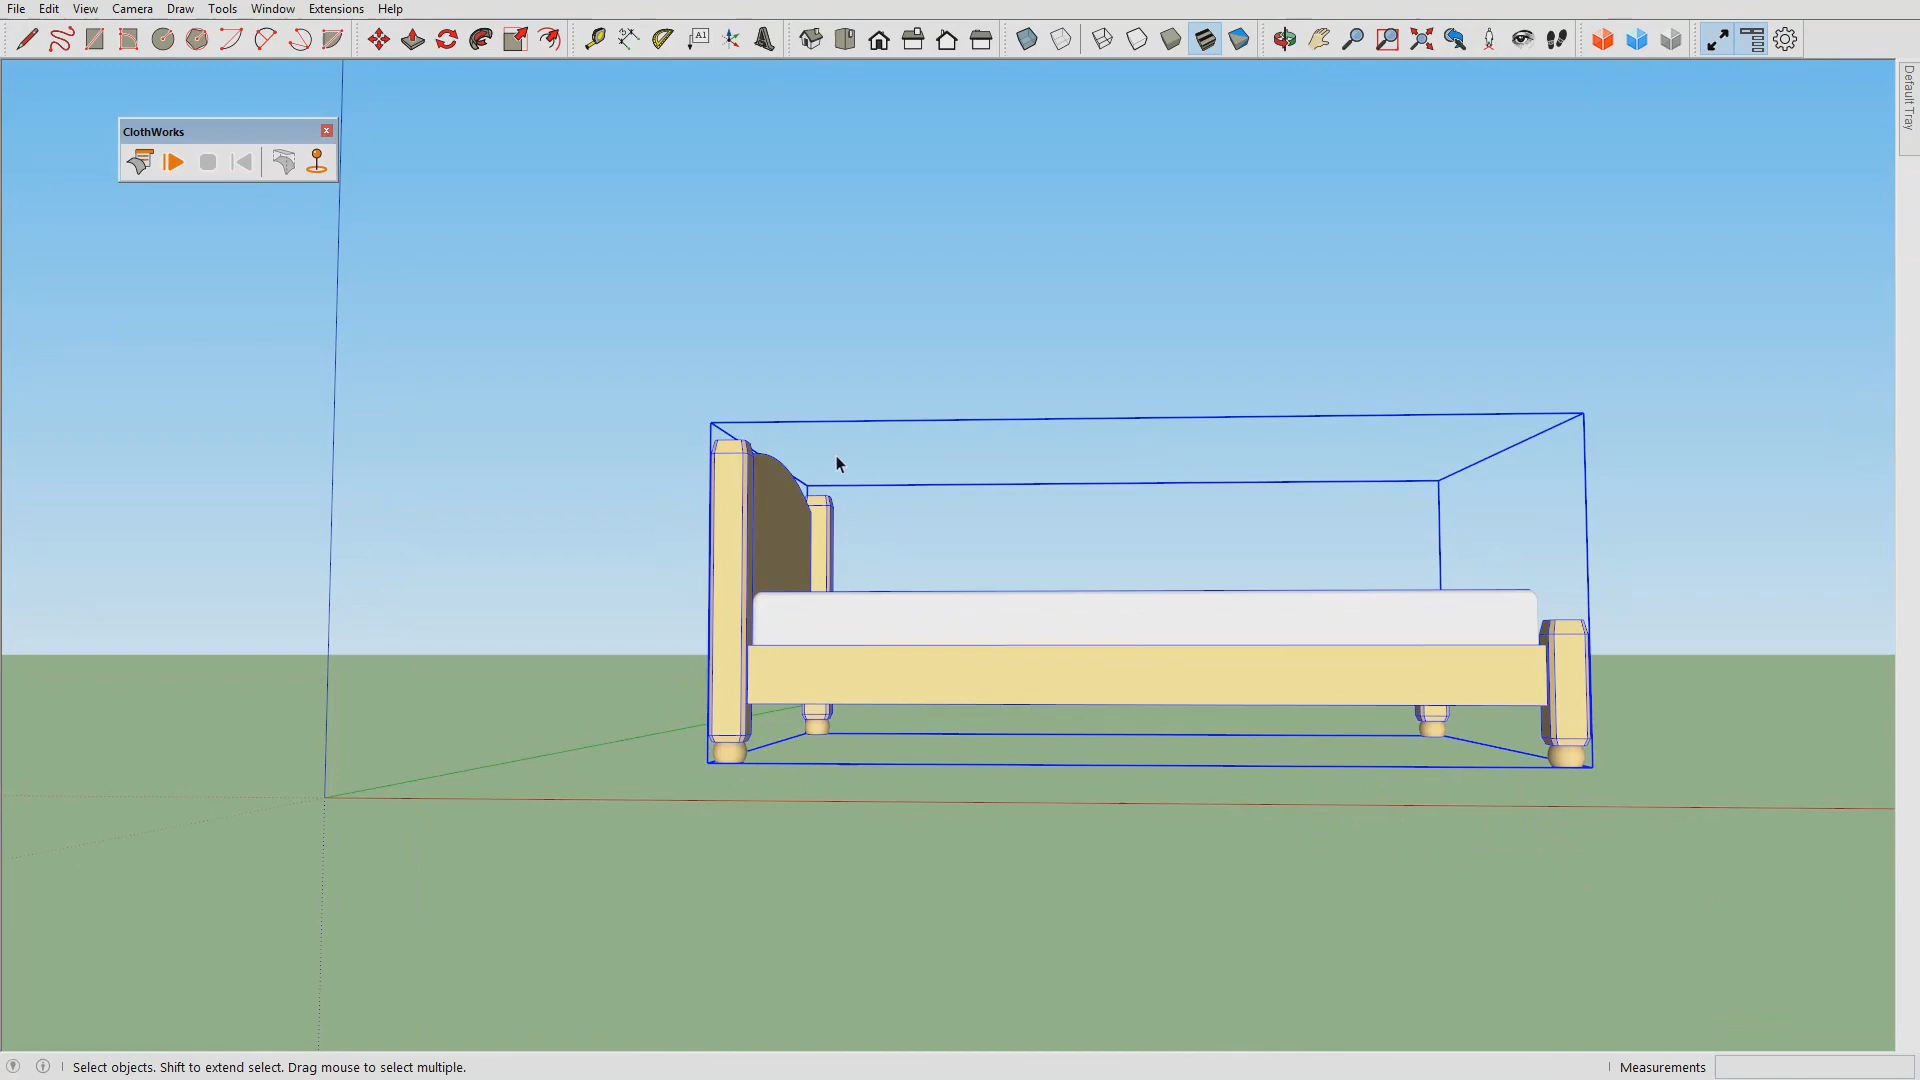 File Edit View Camera Draw Tools Window Extensions Help
A1
Default Tray
ClothWorks
Select objects. Shift to extend select. Drag mouse to select multiple.
Measurements